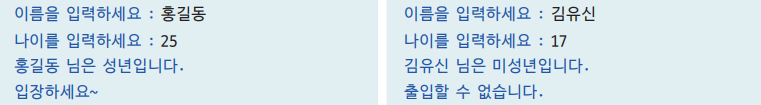 이름을 입력하세요 : 홍길동
나이를 입력하세요 : 25
홍길동 님은 성년입니다.
입장하세요~
이름을 입력하세요 : 김유신
나이를 입력하세요 : 17
김유신 님은 미성년입니다.
출입할 수 없습니다.